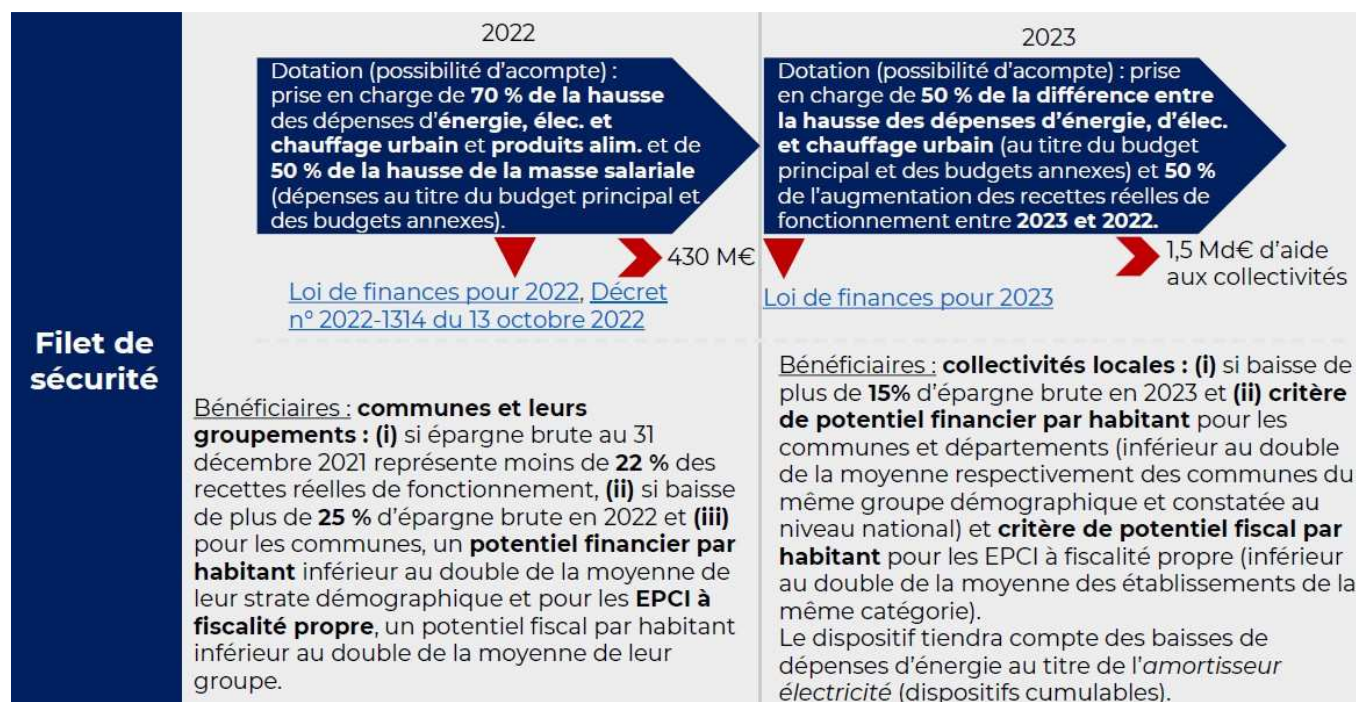 Filet de
sécurité
2022
Dotation (possibilité d'acompte) :
prise en charge de 70 % de la hausse
des dépenses d'énergie, élec. et
chauffage urbain et produits alim. et de
50 % de la hausse de la masse salariale
(dépenses au titre du budget principal et
des budgets annexes).
430 M€
Loi de finances pour 2022, Décret
n° 2022-1314 du 13 octobre 2022
Bénéficiaires : communes et leurs
groupements : (i) si épargne brute au 31
décembre 2021 représente moins de 22 % des
recettes réelles de fonctionnement, (ii) si baisse
de plus de 25 % d'épargne brute en 2022 et (iii)
pour les communes, un potentiel financier par
habitant inférieur au double de la moyenne de
leur strate démographique et pour les EPCI à
fiscalité propre, un potentiel fiscal par habitant
inférieur au double de la moyenne de leur
groupe.
2023
Dotation (possibilité d'acompte) : prise
en charge de 50 % de la différence entre
la hausse des dépenses d'énergie, d'élec.
et chauffage urbain (au titre du budget
principal et des budgets annexes) et 50 %
de l'augmentation des recettes réelles de
fonctionnement entre 2023 et 2022.
1,5 Md€ d'aide
aux collectivités
Loi de finances pour 2023
Bénéficiaires : collectivités locales : (i) si baisse de
plus de 15% d'épargne brute en 2023 et (ii) critère
de potentiel financier par habitant pour les
communes et départements (inférieur au double
de la moyenne respectivement des communes du
même groupe démographique et constatée au
niveau national) et critère de potentiel fiscal par
habitant pour les EPCI à fiscalité propre (inférieur
au double de la moyenne des établissements de la
même catégorie).
Le dispositif tiendra compte des baisses de
dépenses d'énergie au titre de l'amortisseur
électricité (dispositifs cumulables).